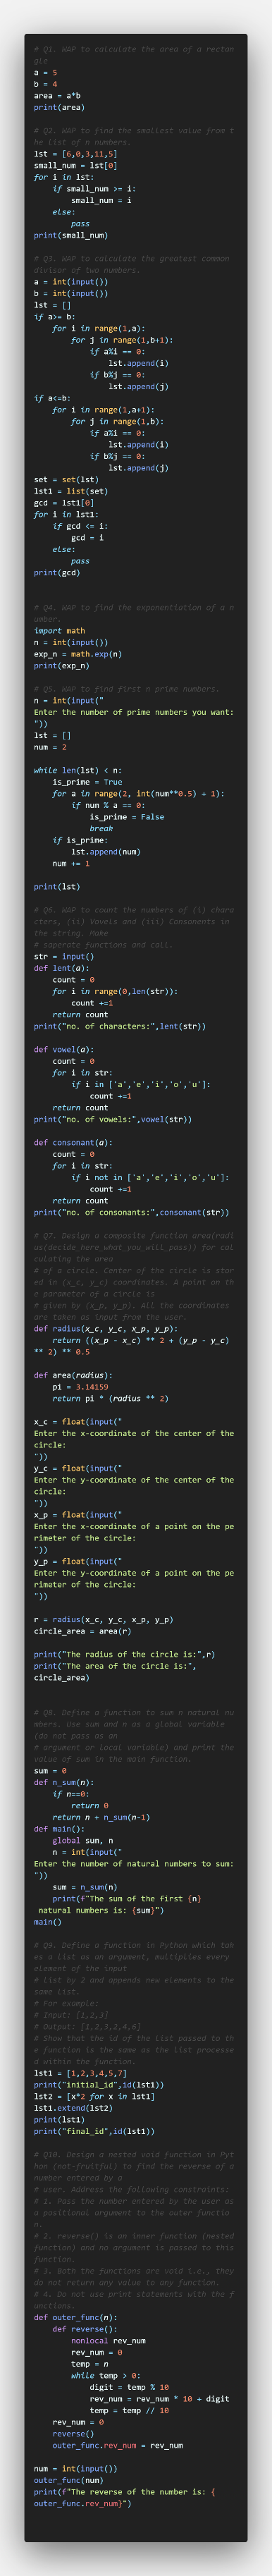 # Q1. WAP to calculate the area of a rectan
gle
a = 5
b = 4
area = a*b
print(area)
# Q2. WAP to find the smallest value from t
he list of n numbers.
lst = [6,0,3,11,5]
small_num = lst[0]
for i in lst:
if small_num >= i:
small_num = i
else:
pass
print(small_num)
# Q3. WAP to calculate the greatest common
divisor of two numbers.
a = int(input())
b = int(input())
lst = []
if a>= b:
for i in range(1,a):
for j in range(1,b+1):
if a%i == 0:
lst.append(i)
if b%j == 0:
lst.append(j)
if a<=b:
for i in range(1,a+1):
for j in range(1,b):
if a%i == 0:
lst.append(i)
if b%j == 0:
lst.append(j)
set = set(lst)
lst1 = list(set)
gcd = lst1[0]
for i in lst1:
if gcd <= i:
gcd = i
else:
pass
print(gcd)
# Q4. WAP to find the exponentiation of a n
umber.
import math
n = int(input())
exp_n = math.exp(n)
print(exp_n)
# Q5. WAP to find first n prime numbers.
n = int(input("
Enter the number of prime numbers you want:
"))
lst = []
num = 2
while len(lst) < n:
is_prime = True
for a in range(2, int(num**0.5) + 1):
if num % a == 0:
is_prime = False
break
if is_prime:
lst.append(num)
num += 1
print(lst)
# Q6. WAP to count the numbers of (i) chara
cters, (ii) Vovels and (iii) Consonants in
the string. Make
# saperate functions and call.
str = input()
def lent(a):
count = 0
for i in range(0,len(str)):
count +=1
return count
print("no. of characters:",lent(str))
def vowel(a):
count = 0
for i in str:
if i in ['a','e','i','o','u']:
count +=1
return count
print("no. of vowels:",vowel(str))
def consonant(a):
count = 0
for i in str:
if i not in ['a','e','i','o','u']:
count +=1
return count
print("no. of consonants:",consonant(str))
# Q7. Design a composite function area(radi
us(decide_here_what_you_will_pass)) for cal
culating the area
# of a circle. Center of the circle is stor
ed in (x_c, y_c) coordinates. A point on th
e parameter of a circle is
# given by (x_p, y_p). All the coordinates
are taken as input from the user.
def radius(x_c, y_c, x_p, y_p):
return ((x_p - x_c) ** 2 + (y_p - y_c)
** 2) ** 0.5
def area(radius):
pi = 3.14159
return pi * (radius ** 2)
x_c = float(input("
Enter the x-coordinate of the center of the
circle:
"))
y_c = float(input("
Enter the y-coordinate of the center of the
circle:
"))
x_p = float(input("
Enter the x-coordinate of a point on the pe
rimeter of the circle:
"))
y_p = float(input("
Enter the y-coordinate of a point on the pe
rimeter of the circle:
"))
r = radius(x_c, y_c, x_p, y_p)
circle_area = area(r)
print("The radius of the circle is:",r)
print("The area of the circle is:",
circle_area)
# Q8. Define a function to sum n natural nu
mbers. Use sum and n as a global variable
(do not pass as an
# argument or local variable) and print the
value of sum in the main function.
sum = 0
def n_sum(n):
if n==0:
return 0
return n + n_sum(n-1)
def main():
global sum, n
n = int(input("
Enter the number of natural numbers to sum:
"))
sum = n_sum(n)
print(f"The sum of the first {n}
natural numbers is: {sum}")
main()
# Q9. Define a function in Python which tak
es a list as an argument, multiplies every
element of the input
# list by 2 and appends new elements to the
same list.
# For example:
# Input: [1,2,3]
# Output: [1,2,3,2,4,6]
# Show that the id of the list passed to th
e function is the same as the list processe
d within the function.
lst1 = [1,2,3,4,5,7]
print("initial_id",id(lst1))
lst2 = [x*2 for x in lst1]
lst1.extend(lst2)
print(lst1)
print("final_id",id(lst1))
# Q10. Design a nested void function in Pyt
hon (not-fruitful) to find the reverse of a
number entered by a
# user. Address the following constraints:
# 1. Pass the number entered by the user as
a positional argument to the outer functio
n.
# 2. reverse() is an inner function (nested
function) and no argument is passed to this
function.
# 3. Both the functions are void i.e., they
do not return any value to any function.
# 4. Do not use print statements with the f
unctions.
def outer_func(n):
def reverse():
nonlocal rev_num
rev_num = 0
temp = n
while temp > 0:
digit = temp % 10
rev_num = rev_num * 10 + digit
temp = temp // 10
rev_num = 0
reverse()
outer_func.rev_num = rev_num
num = int(input())
outer_func(num)
print(f"The reverse of the number is: {
outer_func.rev_num}")